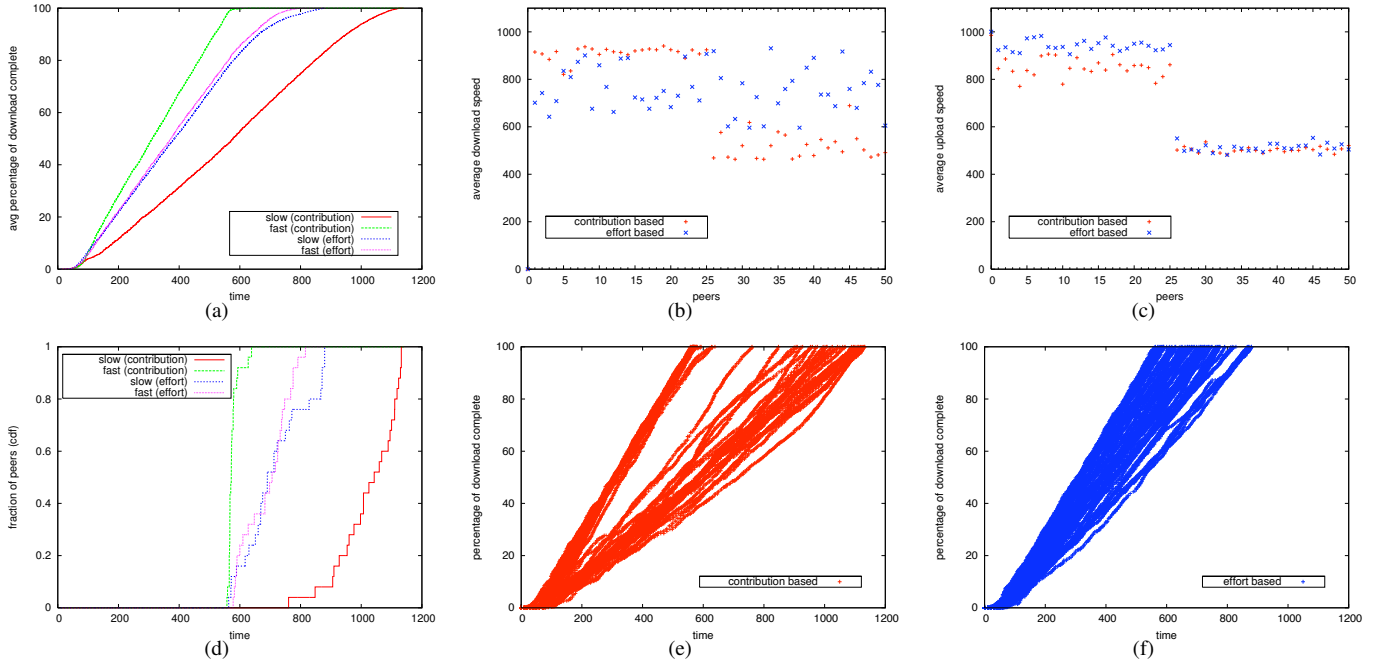 100
80
60
40
20
0
0 200 400 600 800 1000 1200
avg percentage of download complete
time
slow (contribution)
fast (contribution)
slow (effort)
fast (effort)
(a)
1000
800
600
400
200
0
0 5 10 15 20 25 30 35 40 45 50
average download speed
peers
contribution based
effort based
(b)
1000
800
600
400
200
0
0 5 10 15 20 25 30 35 40 45 50
average upload speed
peers
contribution based
effort based
(c)
1
0.8
0.6
0.4
0.2
0
0 200 400 600 800 1000 1200
fraction of peers (cdf)
time
slow (contribution)
fast (contribution)
slow (effort)
fast (effort)
(d)
100
80
60
40
20
0
0 200 400 600 800 1000 1200
percentage of download complete
time
contribution based
(e)
100
80
60
40
20
0
0 200 400 600 800 1000 1200
percentage of download complete
time
effort based
(f)